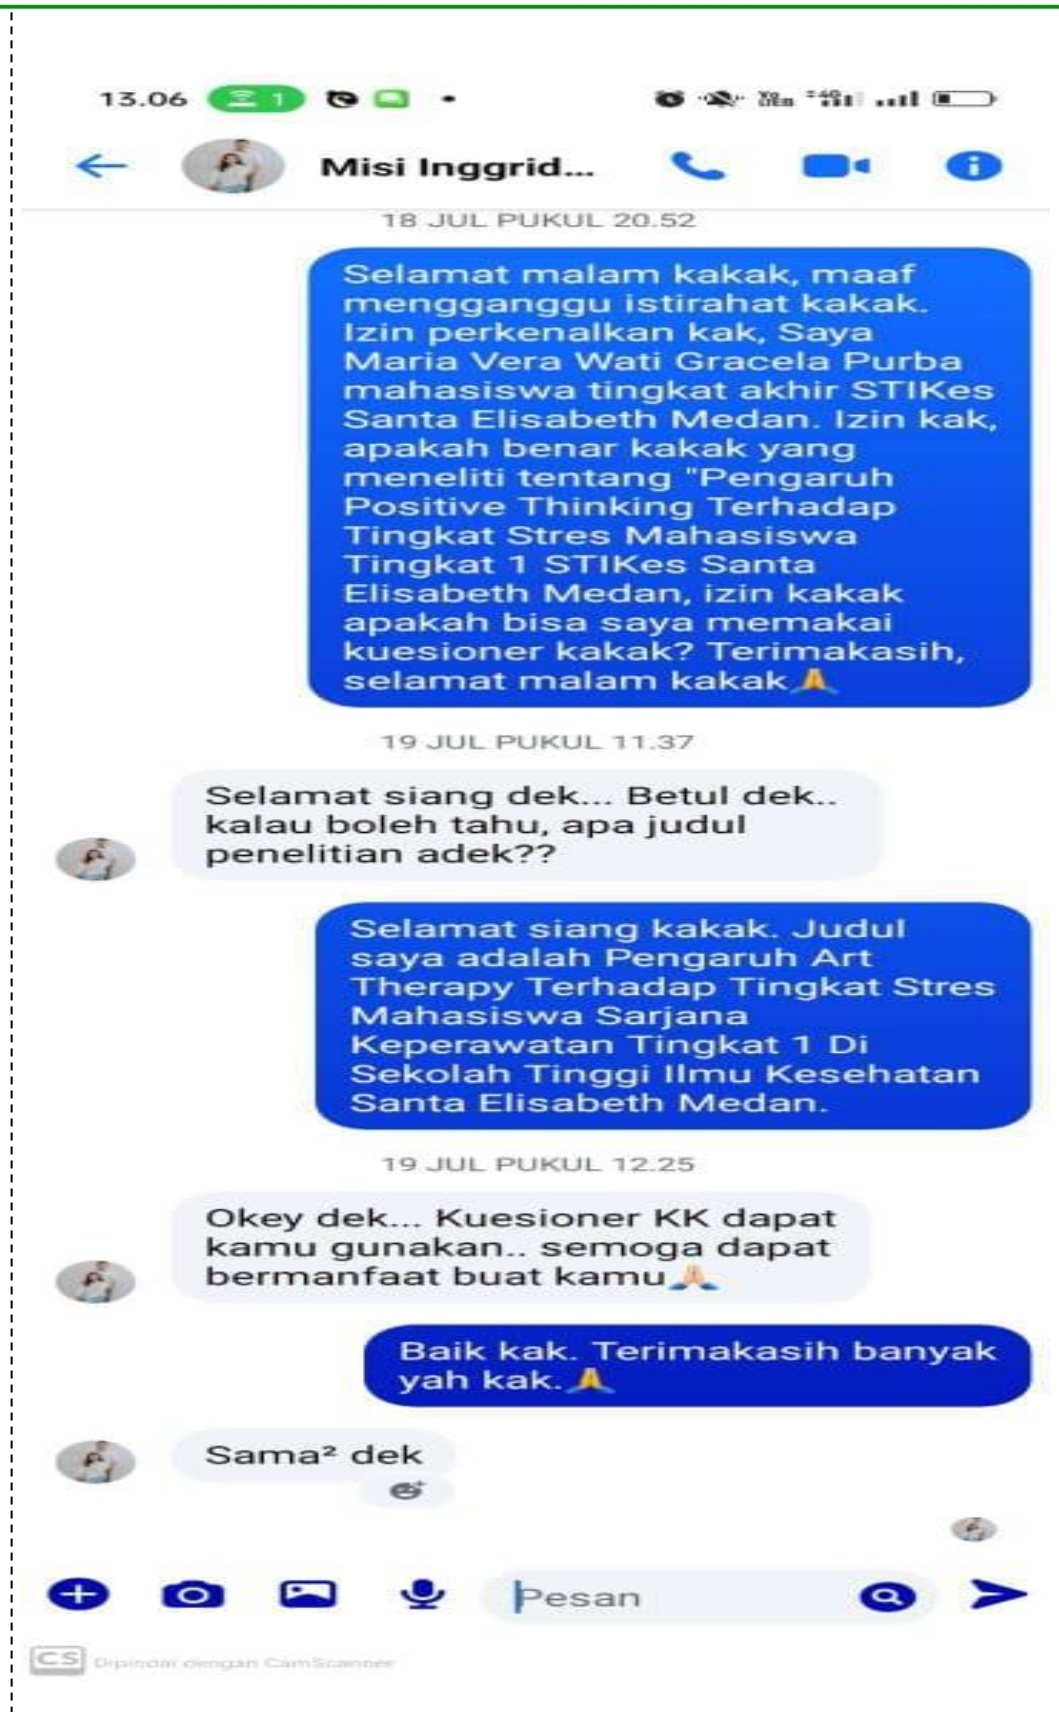 13.06
1
Misi Inggrid...
18 JUL PUKUL 20.52
Selamat malam kakak, maaf
mengganggu istirahat kakak.
Izin perkenalkan kak, Saya
Maria Vera Wati Gracela Purba
mahasiswa tingkat akhir STIKes
Santa Elisabeth Medan. Izin kak,
apakah benar kakak yang
meneliti tentang "Pengaruh
Positive Thinking Terhadap
Tingkat Stres Mahasiswa
Tingkat 1 STIKes Santa
Elisabeth Medan, izin kakak
apakah bisa saya memakai
kuesioner kakak? Terimakasih,
selamat malam kakak🙏
19 JUL PUKUL 11.37
Selamat siang dek... Betul dek..
kalau boleh tahu, apa judul
penelitian adek??
Selamat siang kakak. Judul
saya adalah Pengaruh Art
Therapy Terhadap Tingkat Stres
Mahasiswa Sarjana
Keperawatan Tingkat 1 Di
Sekolah Tinggi Ilmu Kesehatan
Santa Elisabeth Medan.
19 JUL PUKUL 12.25
Okey dek... Kuesioner KK dapat
kamu gunakan.. semoga dapat
bermanfaat buat kamu🙏🏻
Baik kak. Terimakasih banyak
yah kak.🙏
Sama² dek
Pesan
CS Dipindai dengan CamScanner